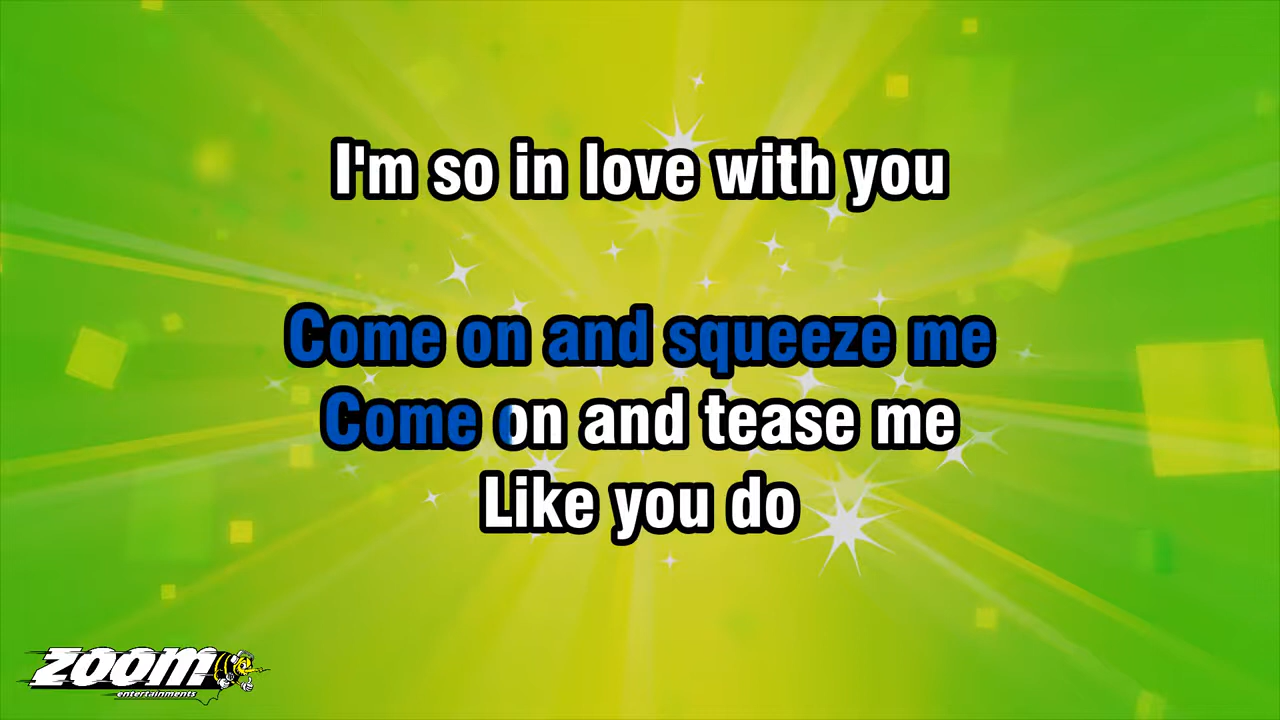 I'm so in love with you
Come on and squeeze me
Come on and tease me
Like you do
ZOOM
entertainments